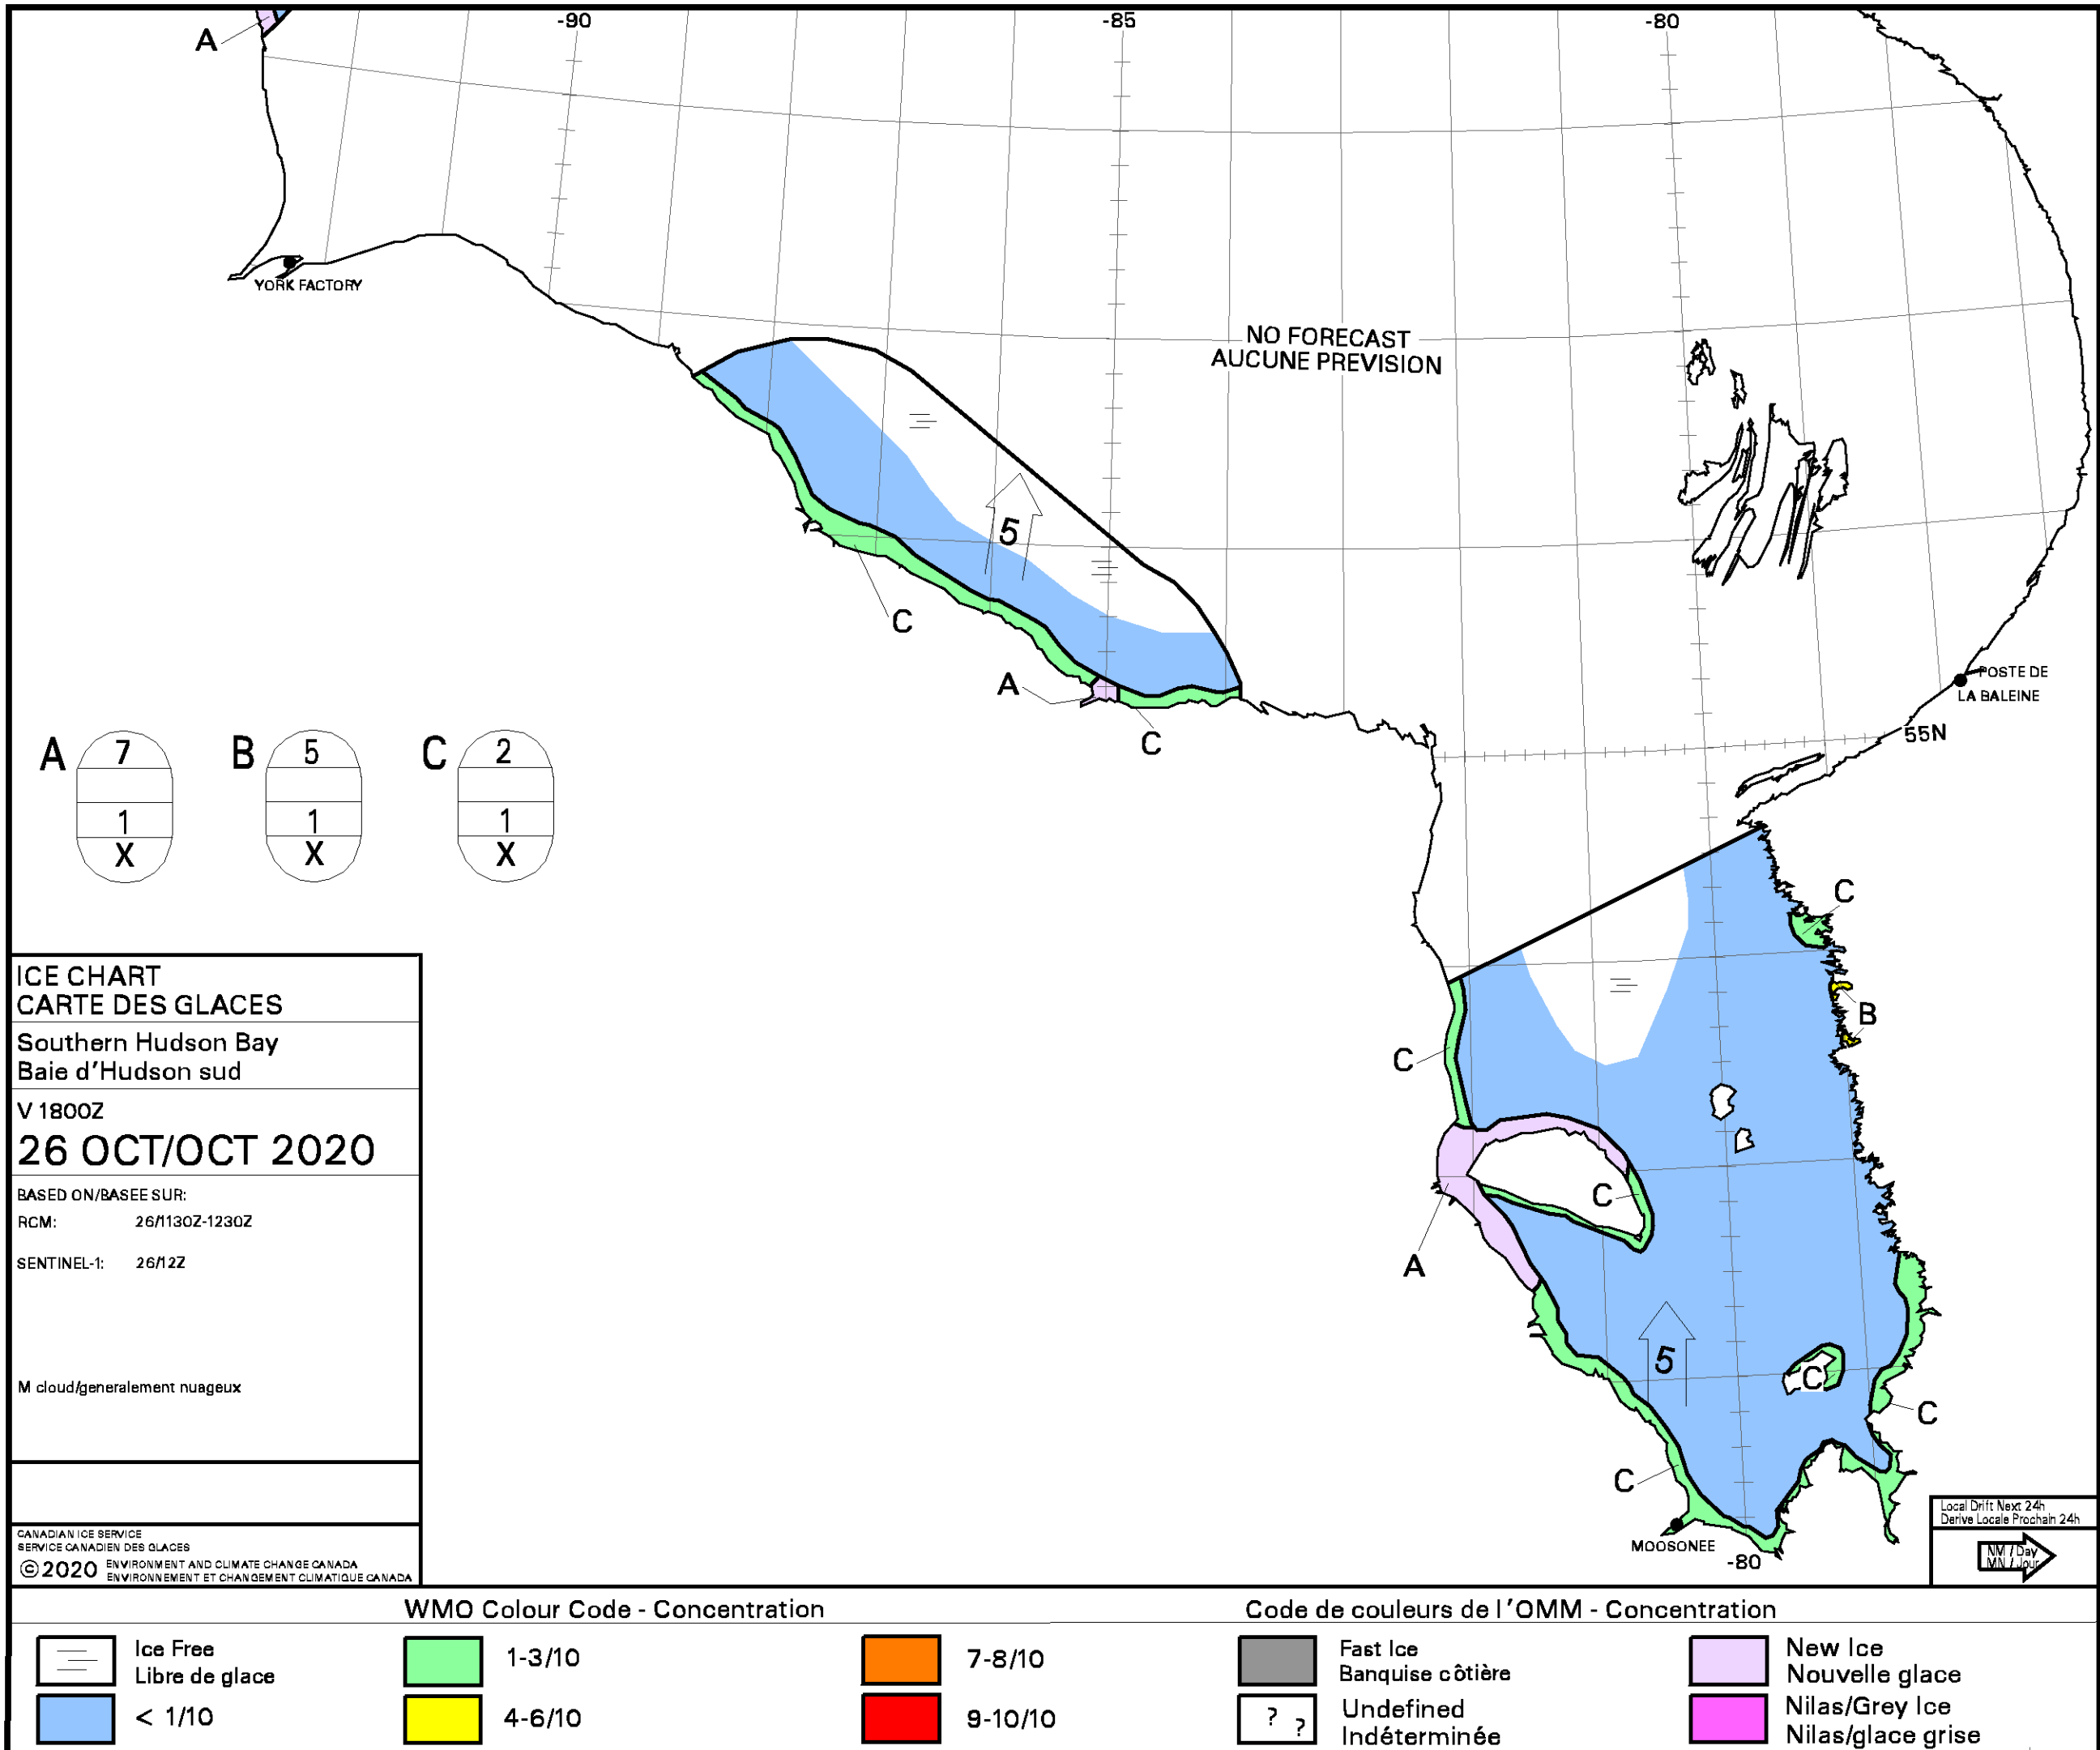 -90
-85
-80
A
YORK FACTORY
NO FORECAST
AUCUNE PREVISION
5
C
A
C
POSTE DE
LA BALEINE
55N
A
7
1
X
B
5
1
X
C
2
1
X
C
B
C
C
A
5
C
C
C
MOOSONEE
-80
ICE CHART
CARTE DES GLACES
Southern Hudson Bay
Baie d'Hudson sud
V 1800Z
26 OCT/OCT 2020
BASED ON/BASEE SUR:
RCM: 26/1130Z-1230Z
SENTINEL-1: 26/12Z
M cloud/generalement nuageux
CANADIAN ICE SERVICE
SERVICE CANADIEN DES GLACES
©2020 ENVIRONMENT AND CLIMATE CHANGE CANADA
ENVIRONNEMENT ET CHANGEMENT CLIMATIQUE CANADA
Local Drift Next 24h
Derive Locale Prochain 24h
NM / Day
MN / Jour
WMO Colour Code - Concentration
Code de couleurs de l'OMM - Concentration
Ice Free
Libre de glace
< 1/10
1-3/10
4-6/10
7-8/10
9-10/10
Fast Ice
Banquise côtière
? ?
Undefined
Indéterminée
New Ice
Nouvelle glace
Nilas/Grey Ice
Nilas/glace grise